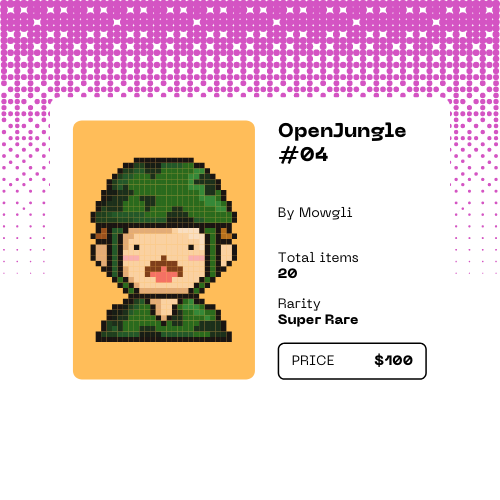 OpenJungle
#04
By Mowgli
Total items
20
Rarity
Super Rare
PRICE $100